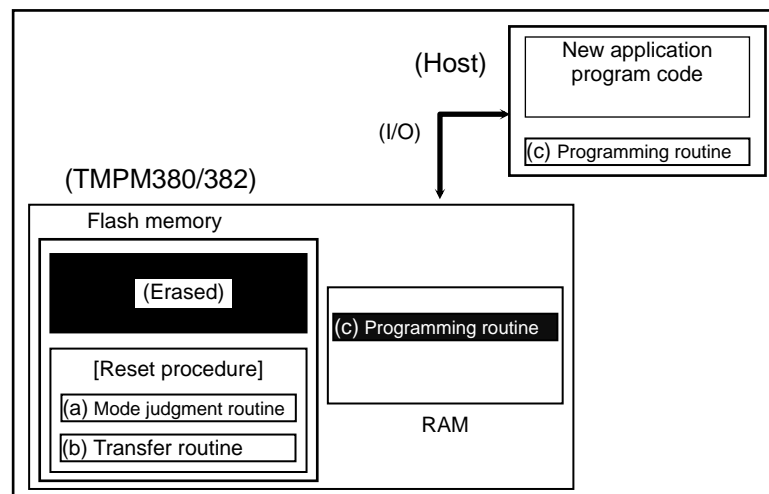 (Host)
New application
program code
(I/O)
(c) Programming routine
(TMPM380/382)
Flash memory
(Erased)
(c) Programming routine
[Reset procedure]
(a) Mode judgment routine
(b) Transfer routine
RAM